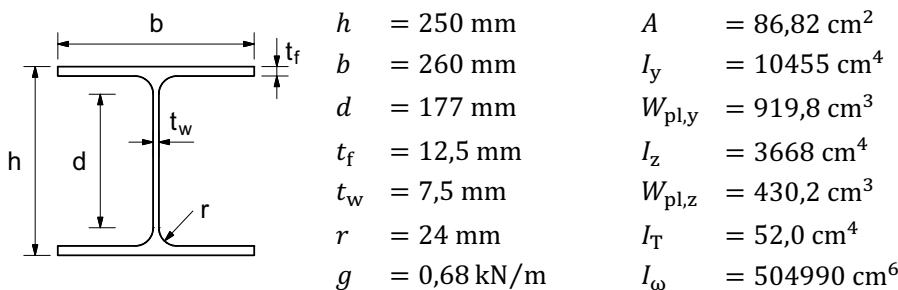 b
t_f
t_w
h
d
r
h = 250 mm
b = 260 mm
d = 177 mm
t_f = 12,5 mm
t_w = 7,5 mm
r = 24 mm
g = 0,68 kN/m
A = 86,82 cm²
I_y = 10455 cm⁴
W_pl,y = 919,8 cm³
I_z = 3668 cm⁴
W_pl,z = 430,2 cm³
I_T = 52,0 cm⁴
I_ω = 504990 cm⁶